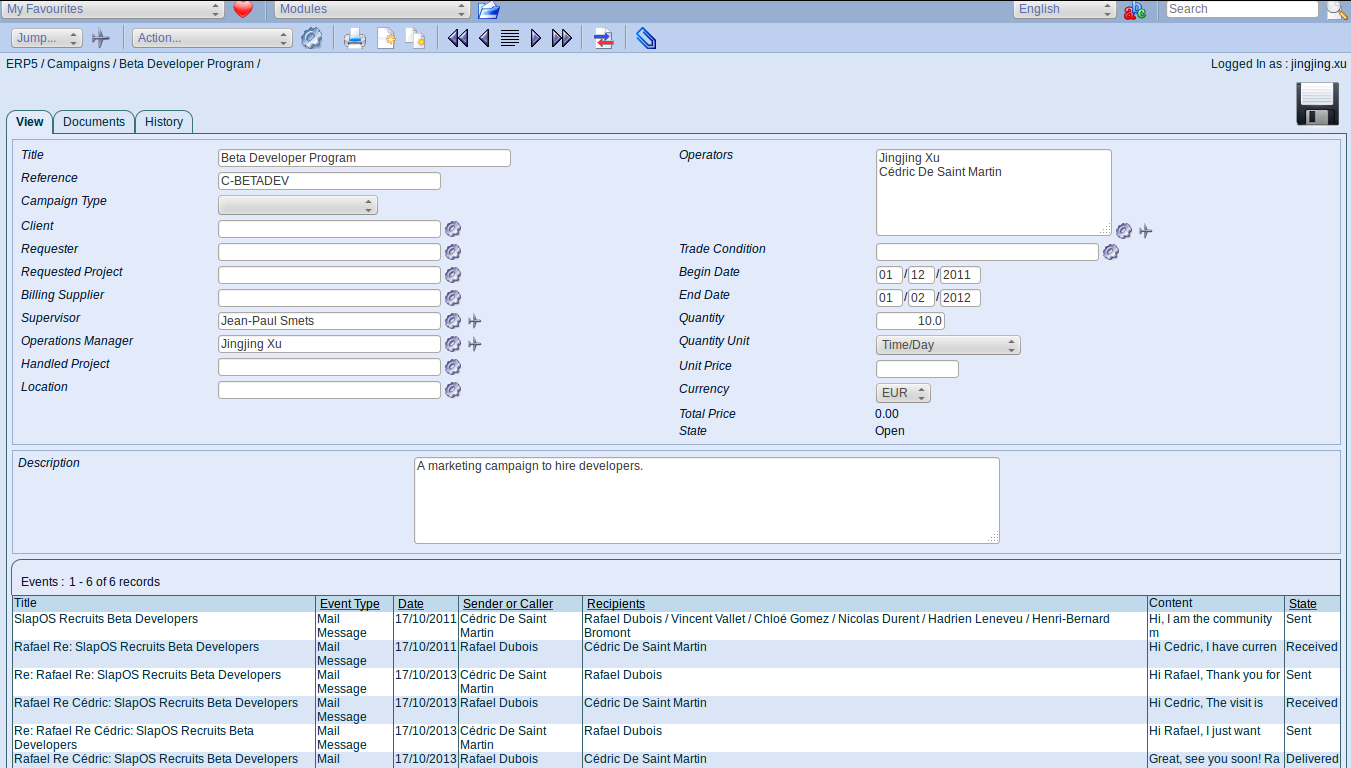 My Favourites Modules English Search
Jump... Action...
ERP5 / Campaigns / Beta Developer Program / Logged In as : jingjing.xu
View Documents History
Title Beta Developer Program
Reference C-BETADEV
Campaign Type
Client
Requester
Requested Project
Billing Supplier
Supervisor Jean-Paul Smets
Operations Manager Jingjing Xu
Handled Project
Location
Operators Jingjing Xu
Cédric De Saint Martin
Trade Condition
Begin Date 01 / 12 / 2011
End Date 01 / 02 / 2012
Quantity 10.0
Quantity Unit Time/Day
Unit Price
Currency EUR
Total Price 0.00
State Open
Description A marketing campaign to hire developers.
Events : 1 - 6 of 6 records
Title Event Type Date Sender or Caller Recipients Content State
SlapOS Recruits Beta Developers Mail 17/10/2011 Cédric De Saint Rafael Dubois / Vincent Vallet / Chloé Gomez / Nicolas Durent / Hadrien Leneveu / Henri-Bernard Hi, I am the community Sent
Message Martin Bromont m
Rafael Re: SlapOS Recruits Beta Developers Mail 17/10/2011 Rafael Dubois Cédric De Saint Martin Hi Cedric, I have curren Received
Message
Re: Rafael Re: SlapOS Recruits Beta Developers Mail 17/10/2013 Cédric De Saint Rafael Dubois Hi Rafael, Thank you for Sent
Message Martin
Rafael Re Cédric: SlapOS Recruits Beta Developers Mail 17/10/2013 Rafael Dubois Cédric De Saint Martin Hi Cedric, The visit is Received
Message
Re: Rafael Re Cédric: SlapOS Recruits Beta Mail 17/10/2013 Cédric De Saint Rafael Dubois Hi Rafael, I just want Sent
Developers Message Martin
Rafael Re Cédric: SlapOS Recruits Beta Developers Mail 17/10/2013 Rafael Dubois Cédric De Saint Martin Great, see you soon! Ra Delivered